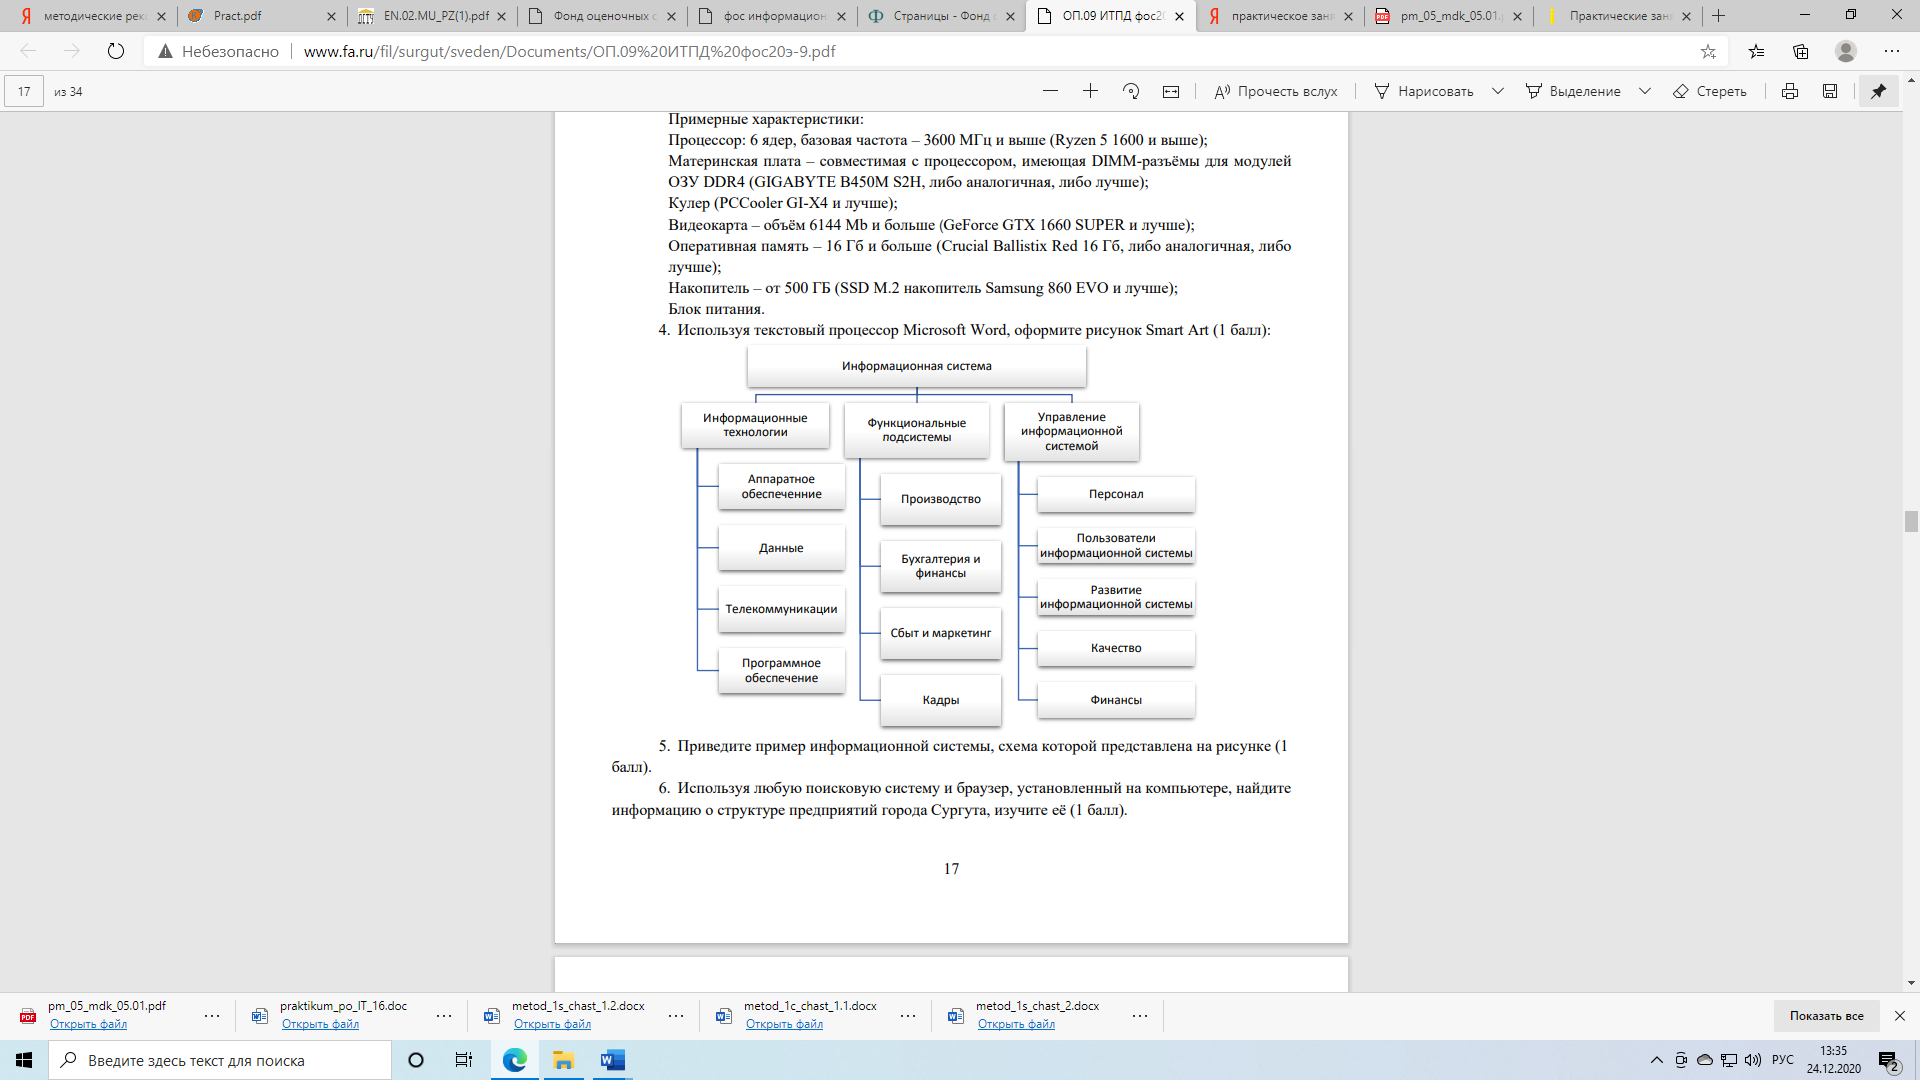 методические рек
Pract.pdf
EN.02.MU_PZ(1).pdf
Фонд оценочных с
фос информацион
Страницы - Фонд о
ОП.09 ИТПД фос20
практическое заня
pm_05_mdk_05.01.p
Практические зан
Небезопасно
www.fa.ru/fil/surgut/sveden/Documents/ОП.09%20ИТПД%20фос20э-9.pdf
17 из 34
Прочесть вслух
Нарисовать
Выделение
Стереть
Примерные характеристики:
Процессор: 6 ядер, базовая частота – 3600 МГц и выше (Ryzen 5 1600 и выше);
Материнская плата – совместимая с процессором, имеющая DIMM-разъёмы для модулей
ОЗУ DDR4 (GIGABYTE B450M S2H, либо аналогичная, либо лучше);
Кулер (PCCooler GI-X4 и лучше);
Видеокарта – объём 6144 Mb и больше (GeForce GTX 1660 SUPER и лучше);
Оперативная память – 16 Гб и больше (Crucial Ballistix Red 16 Гб, либо аналогичная, либо
лучше);
Накопитель – от 500 ГБ (SSD M.2 накопитель Samsung 860 EVO и лучше);
Блок питания.
4. Используя текстовый процессор Microsoft Word, оформите рисунок Smart Art (1 балл):
Информационная система
Информационные
технологии
Аппаратное
обеспеченние
Данные
Телекоммуникации
Программное
обеспечение
Функциональные
подсистемы
Производство
Бухгалтерия и
финансы
Сбыт и маркетинг
Кадры
Управление
информационной
системой
Персонал
Пользователи
информационной системы
Развитие
информационной системы
Качество
Финансы
5. Приведите пример информационной системы, схема которой представлена на рисунке (1
балл).
6. Используя любую поисковую систему и браузер, установленный на компьютере, найдите
информацию о структуре предприятий города Сургута, изучите её (1 балл).
17
pm_05_mdk_05.01.pdf
Открыть файл
praktikum_po_IT_16.doc
Открыть файл
metod_1s_chast_1.2.docx
Открыть файл
metod_1c_chast_1.1.docx
Открыть файл
metod_1s_chast_2.docx
Открыть файл
Показать все
Введите здесь текст для поиска
РУС
13:35
24.12.2020
2